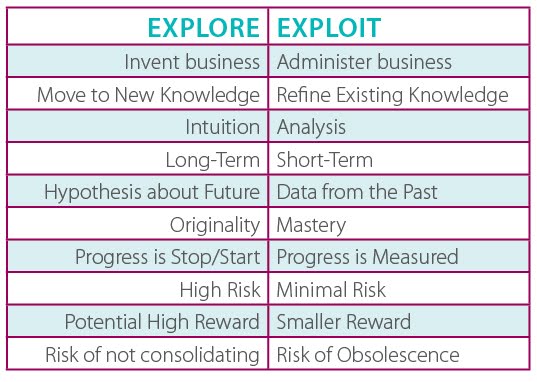 EXPLORE EXPLOIT
Invent business Administer business
Move to New Knowledge Refine Existing Knowledge
Intuition Analysis
Long-Term Short-Term
Hypothesis about Future Data from the Past
Originality Mastery
Progress is Stop/Start Progress is Measured
High Risk Minimal Risk
Potential High Reward Smaller Reward
Risk of not consolidating Risk of Obsolescence